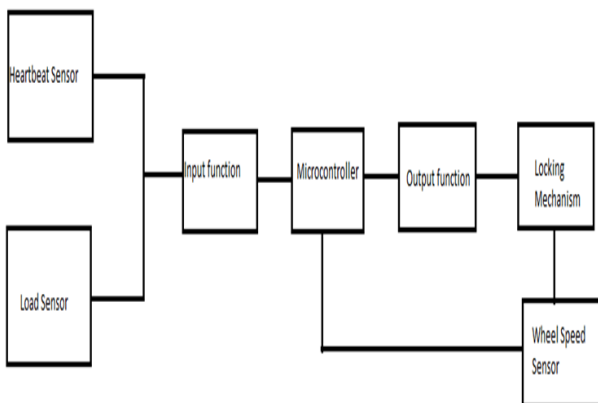 Heartbeat Sensor
Input function
Microcontroller
Output function
Locking
Mechanism
Load Sensor
Wheel Speed
Sensor